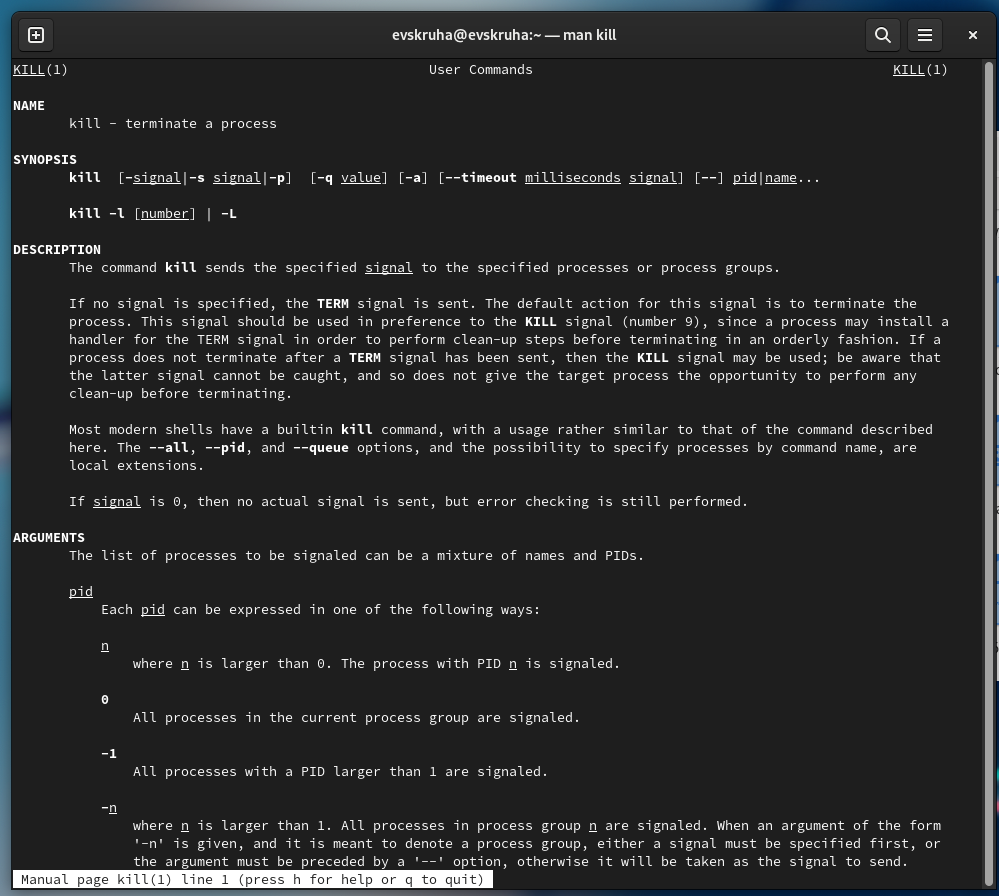 evskruha@evskruha:~ — man kill
KILL(1) User Commands KILL(1)
NAME
kill - terminate a process
SYNOPSIS
kill [-signal|-s signal|-p] [-q value] [-a] [--timeout milliseconds signal] [--] pid|name...
kill -l [number] | -L
DESCRIPTION
The command kill sends the specified signal to the specified processes or process groups.
If no signal is specified, the TERM signal is sent. The default action for this signal is to terminate the
process. This signal should be used in preference to the KILL signal (number 9), since a process may install a
handler for the TERM signal in order to perform clean-up steps before terminating in an orderly fashion. If a
process does not terminate after a TERM signal has been sent, then the KILL signal may be used; be aware that
the latter signal cannot be caught, and so does not give the target process the opportunity to perform any
clean-up before terminating.
Most modern shells have a builtin kill command, with a usage rather similar to that of the command described
here. The --all, --pid, and --queue options, and the possibility to specify processes by command name, are
local extensions.
If signal is 0, then no actual signal is sent, but error checking is still performed.
ARGUMENTS
The list of processes to be signaled can be a mixture of names and PIDs.
pid
Each pid can be expressed in one of the following ways:
n
where n is larger than 0. The process with PID n is signaled.
0
All processes in the current process group are signaled.
-1
All processes with a PID larger than 1 are signaled.
-n
where n is larger than 1. All processes in process group n are signaled. When an argument of the form
'-n' is given, and it is meant to denote a process group, either a signal must be specified first, or
the argument must be preceded by a '--' option, otherwise it will be taken as the signal to send.
Manual page kill(1) line 1 (press h for help or q to quit)